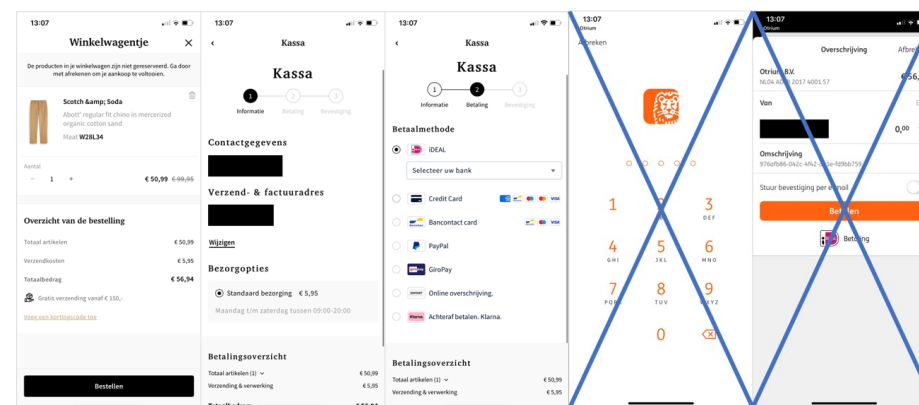 13:07
Winkelwagentje
De producten in je winkelwagen zijn niet gereserveerd. Ga door
met afrekenen om je aankoop te voltooien.
Scotch &amp; Soda
Abott' regular fit chino in mercerized
organic cotton sand
Maat W28L34
Aantal
− 1 + € 50,99 € 99,95
Overzicht van de bestelling
Totaal artikelen € 50,99
Verzendkosten € 5,95
Totaalbedrag € 56,94
Gratis verzending vanaf € 150,-
Voeg een kortingscode toe
Bestellen
13:07
Kassa
Kassa
1 2 3
Informatie Betaling Bevestiging
Contactgegevens
Verzend- & factuuradres
Wijzigen
Bezorgopties
Standaard bezorging € 5,95
Maandag t/m zaterdag tussen 09:00-20:00
Betalingsoverzicht
Totaal artikelen (1) € 50,99
Verzending & verwerking € 5,95
13:07
Kassa
Kassa
1 2 3
Informatie Betaling Bevestiging
Betaalmethode
iDEAL
Selecteer uw bank
Credit Card VISA
Bancontact card VISA
PayPal
GiroPay
Online overschrijving.
Klarna. Achteraf betalen. Klarna.
Betalingsoverzicht
Totaal artikelen (1) € 50,99
Verzending & verwerking € 5,95
13:07
Otrium
Afbreken
1 3
DEF
4 5 6
GHI JKL MNO
7 8 9
TUV
0
13:07
Otrium
Overschrijving
Otrium B.V.
Van
0,00
Omschrijving
Stuur bevestiging per e-mail
Betalen
Betaling